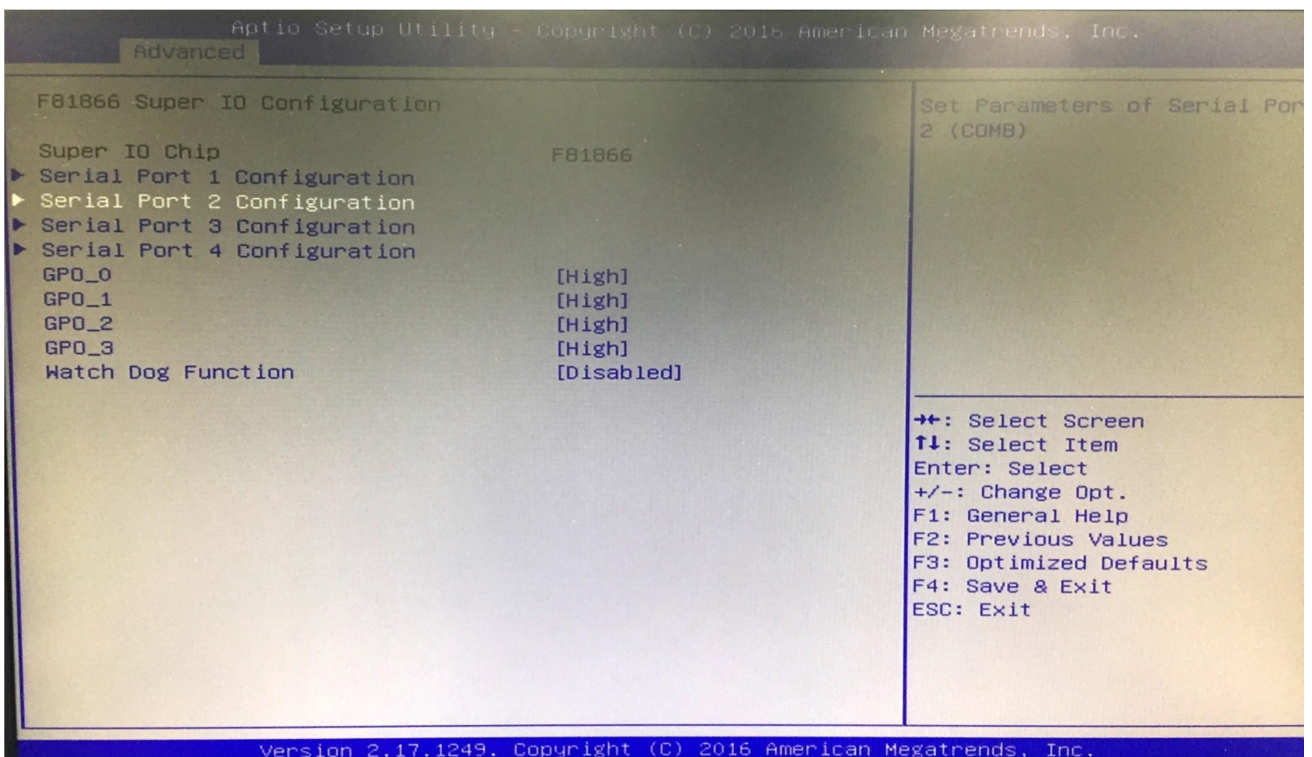 Aptio Setup Utility - Copyright (C) 2016 American Megatrends, Inc.
Advanced
F81866 Super IO Configuration
Super IO Chip F81866
► Serial Port 1 Configuration
► Serial Port 2 Configuration
► Serial Port 3 Configuration
► Serial Port 4 Configuration
GPO_0 [High]
GPO_1 [High]
GPO_2 [High]
GPO_3 [High]
Watch Dog Function [Disabled]
Set Parameters of Serial Por
2 (COMB)
→←: Select Screen
↑↓: Select Item
Enter: Select
+/-: Change Opt.
F1: General Help
F2: Previous Values
F3: Optimized Defaults
F4: Save & Exit
ESC: Exit
Version 2.17.1249. Copyright (C) 2016 American Megatrends, Inc.